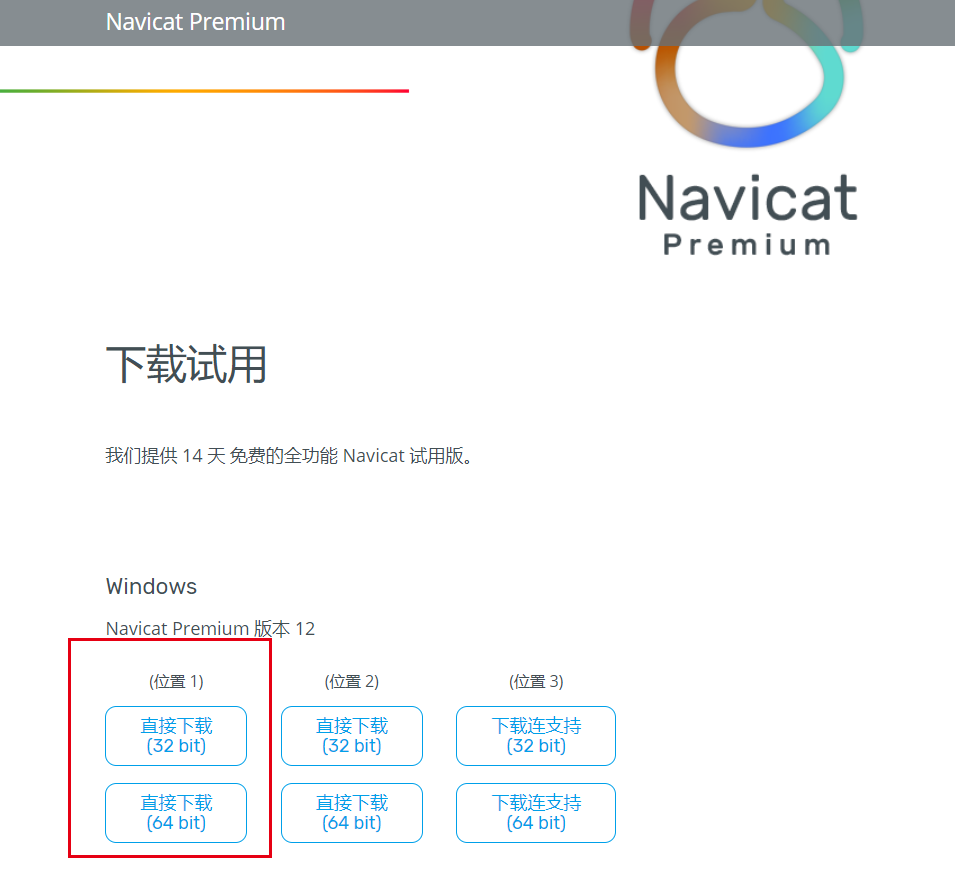 Navicat Premium
Navicat
Premium
下载试用
我们提供 14 天 免费的全功能 Navicat 试用版。
Windows
Navicat Premium 版本 12
(位置 1)
(位置 2)
(位置 3)
直接下载
(32 bit)
直接下载
(32 bit)
下载连支持
(32 bit)
直接下载
(64 bit)
直接下载
(64 bit)
下载连支持
(64 bit)